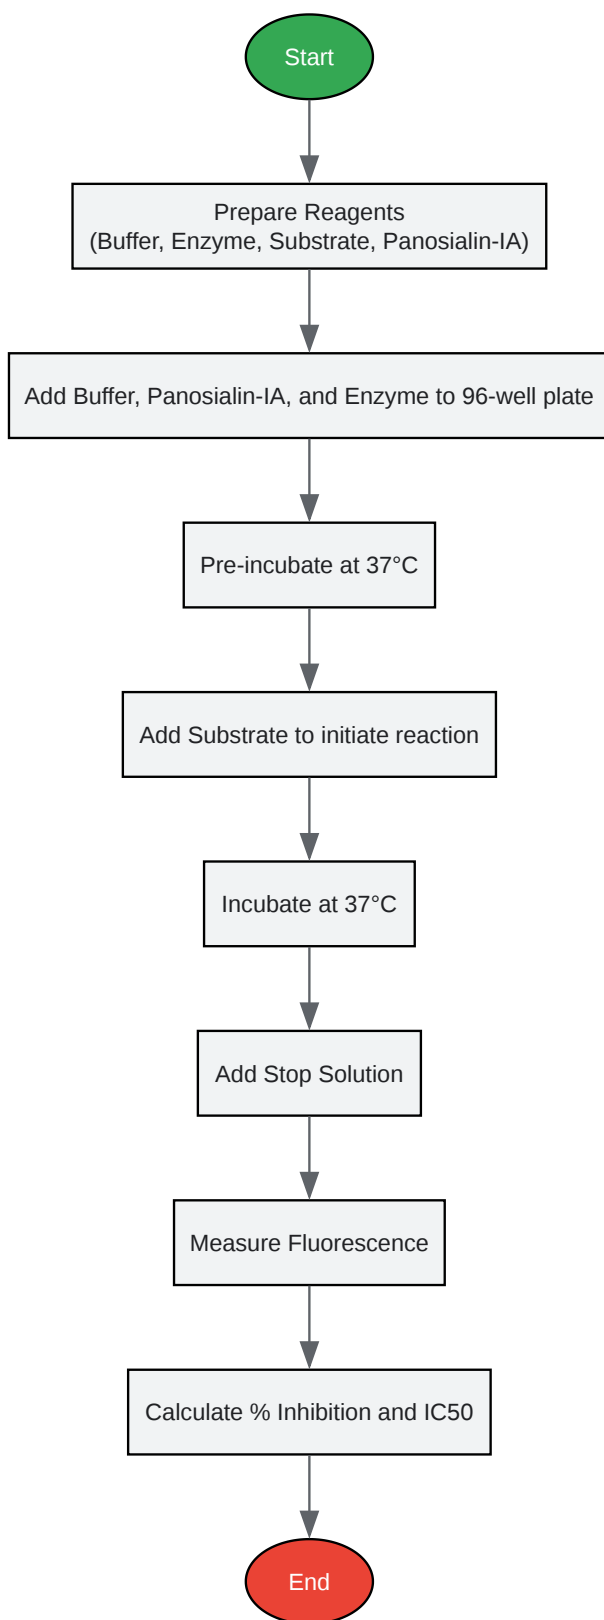 Start
Prepare Reagents
(Buffer, Enzyme, Substrate, Panosialin-IA)
Add Buffer, Panosialin-IA, and Enzyme to 96-well plate
Pre-incubate at 37°C
Add Substrate to initiate reaction
Incubate at 37°C
Add Stop Solution
Measure Fluorescence
Calculate % Inhibition and IC50
End